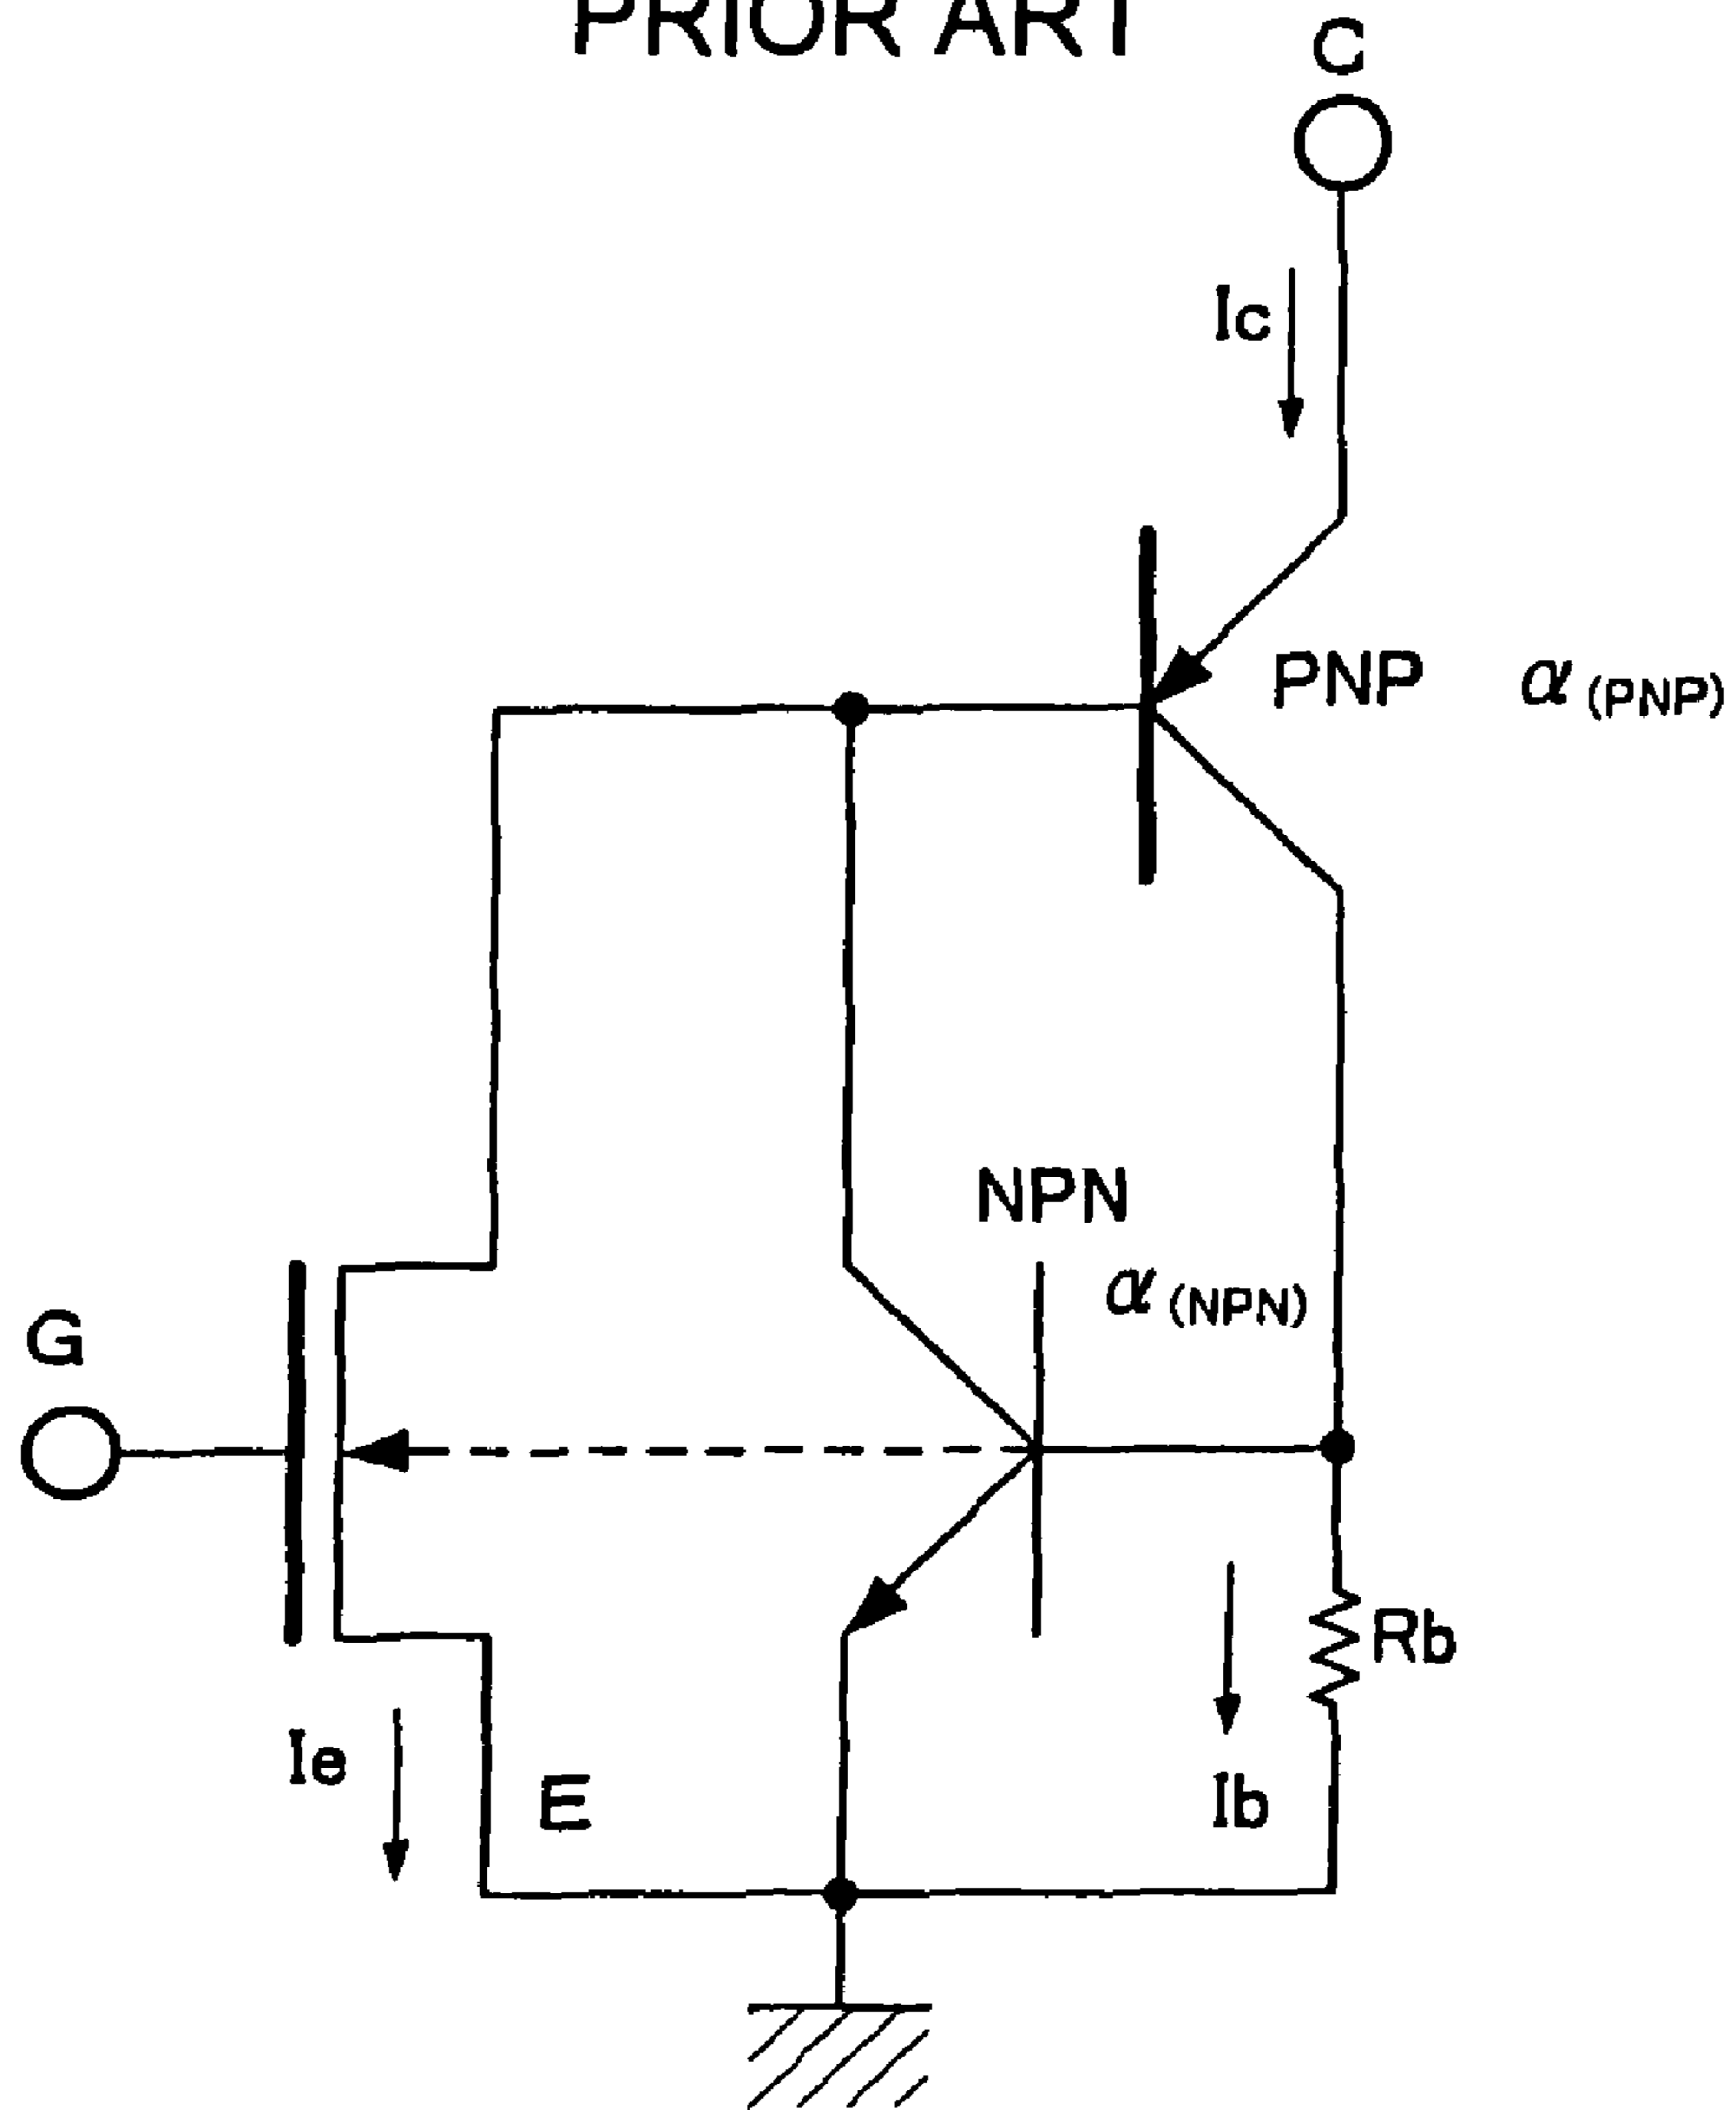 PRIOR ART
C
Ic
PNP α(PNP)
NPN
α(NPN)
G
Rb
Ie
E
Ib